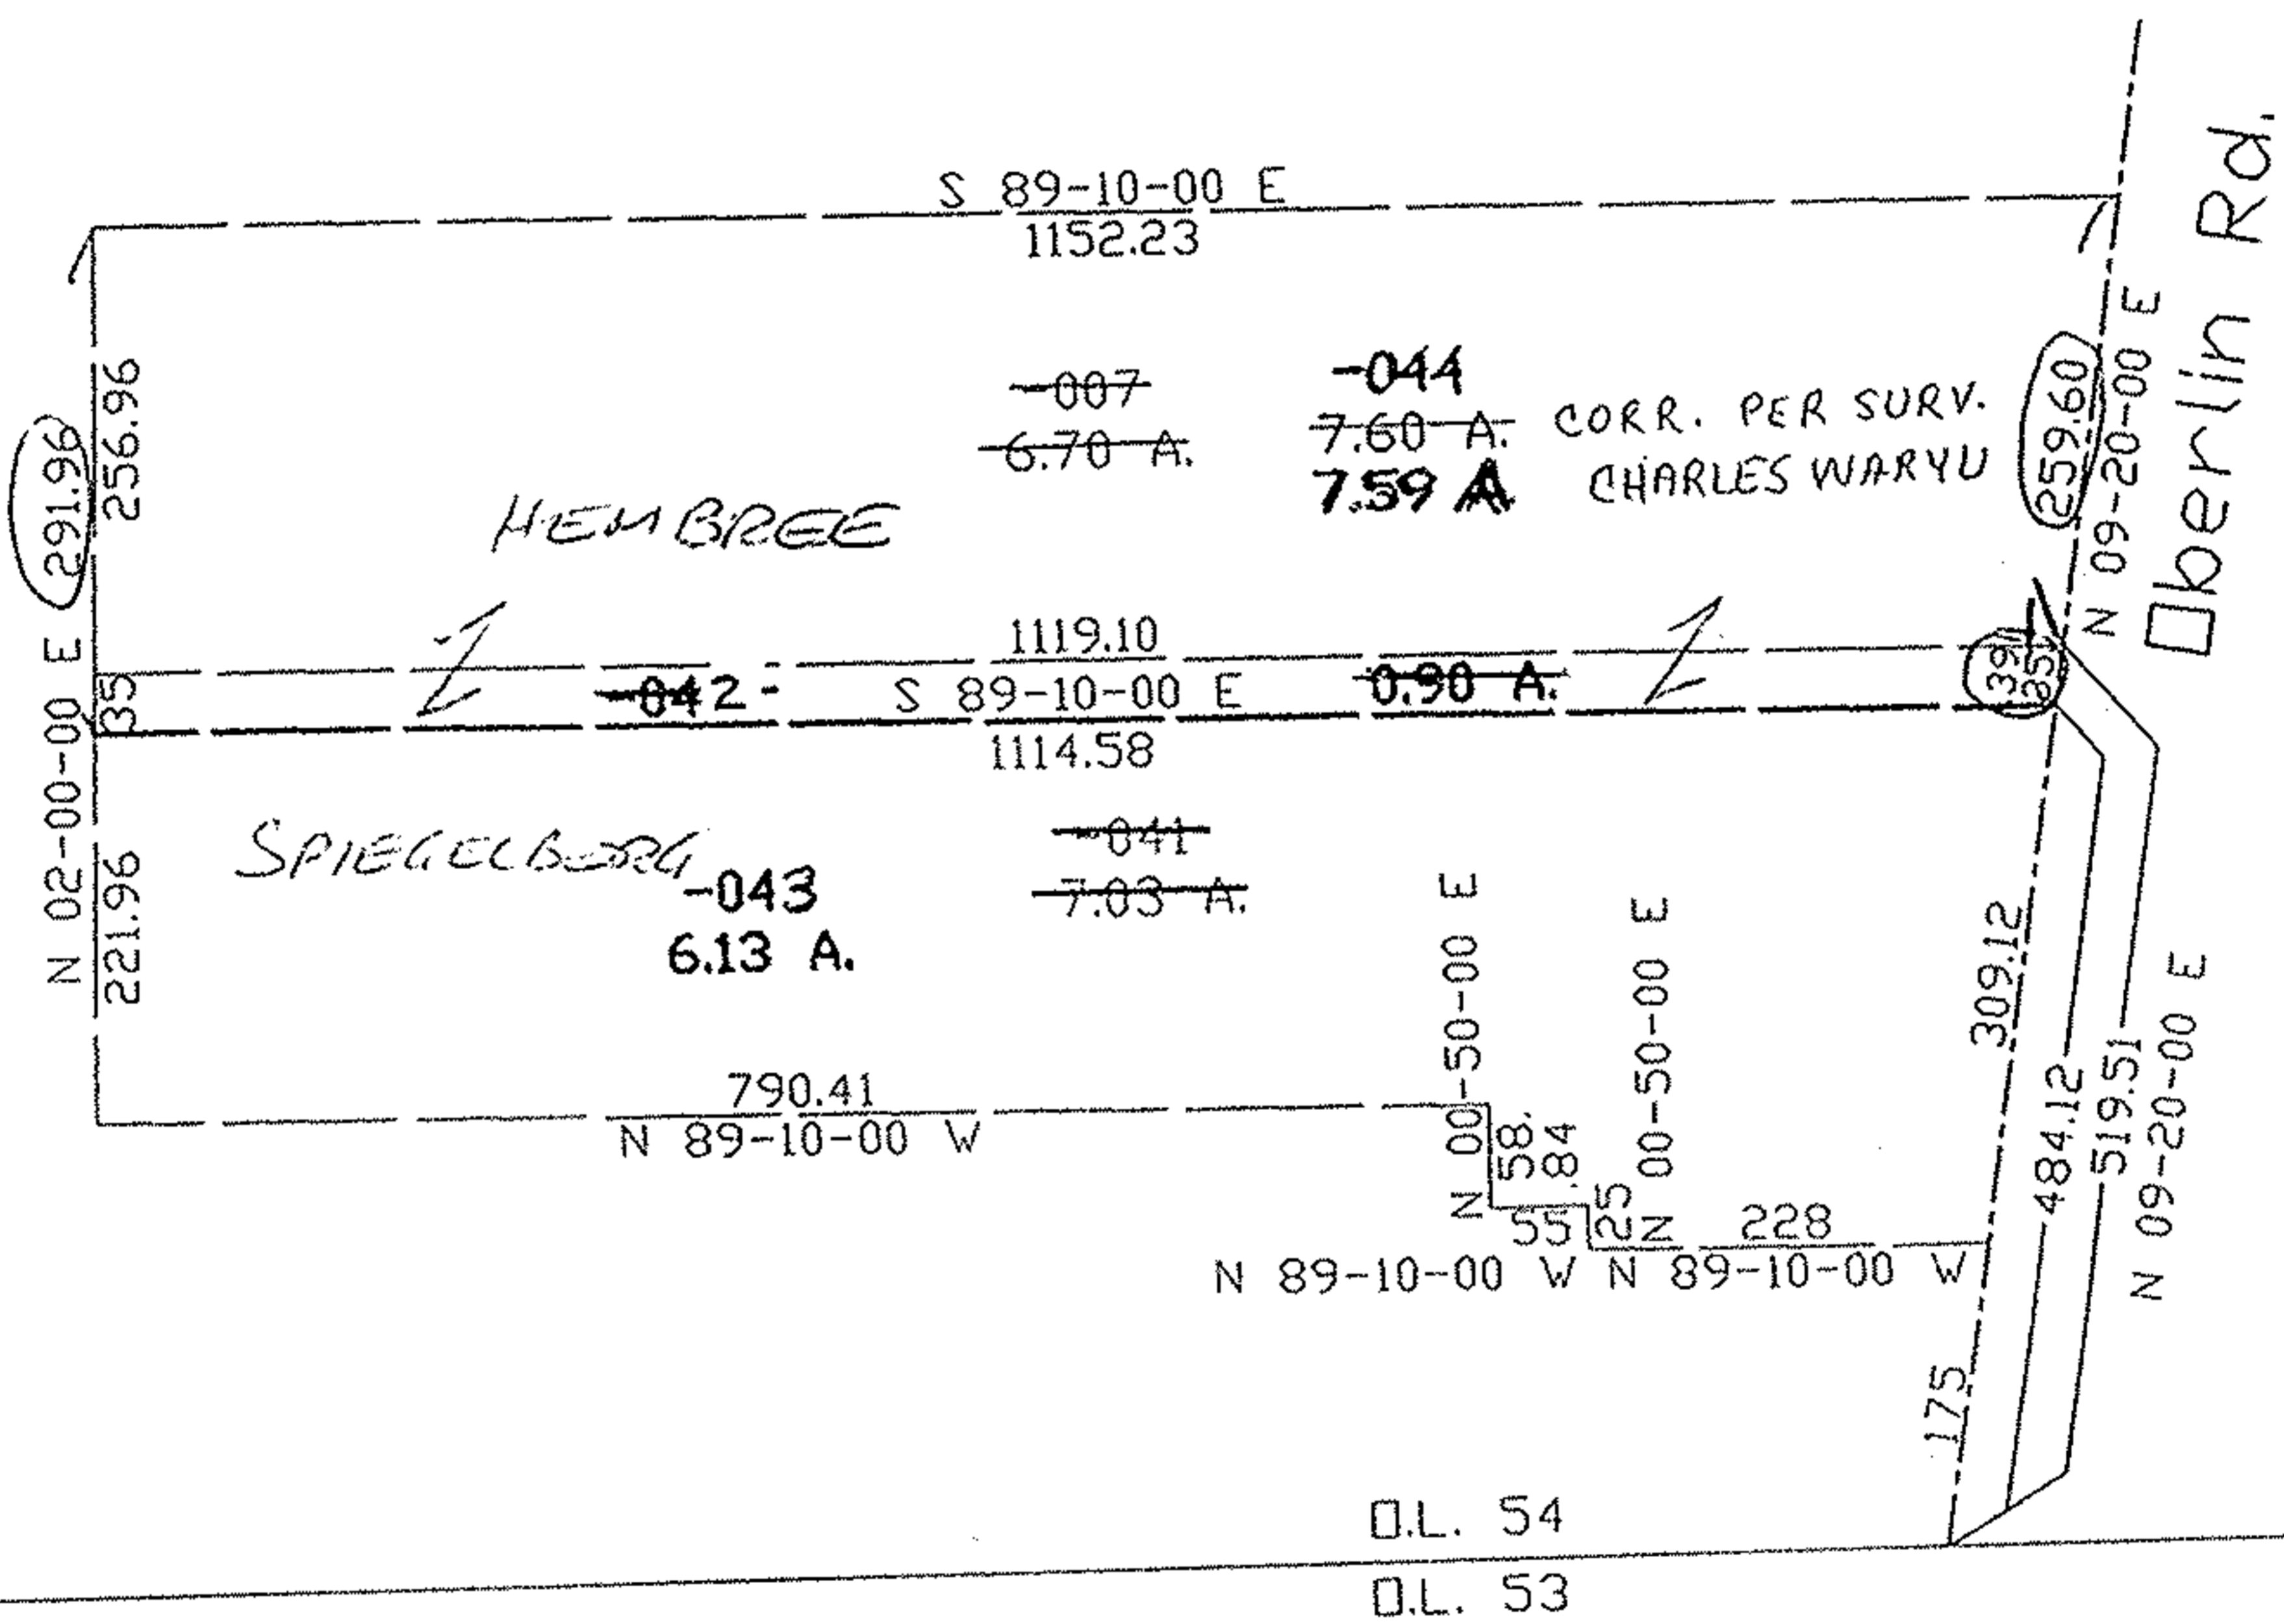 S 89-10-00 E
1152.23
Oberlin Rd.
N 09-20-00 E
259.60
291.96
256.96
-007
6.70 A.
-044
7.60 A.
7.59 A
CORR. PER SURV.
CHARLES WARYU
HEMBREE
1119.10
-042-
S 89-10-00 E
0.90 A.
35
1114.58
N 02-00-00 E
221.96
SPIEGELBERG
-043
6.13 A.
-041
7.03 A.
790.41
N 89-10-00 W
N 00-50-00 E
58.
.84
55
N 89-10-00 W
25
N 00-50-00 E
228
N 89-10-00 W
309.12
484.12
519.51
N 09-20-00 E
175
O.L. 54
O.L. 53